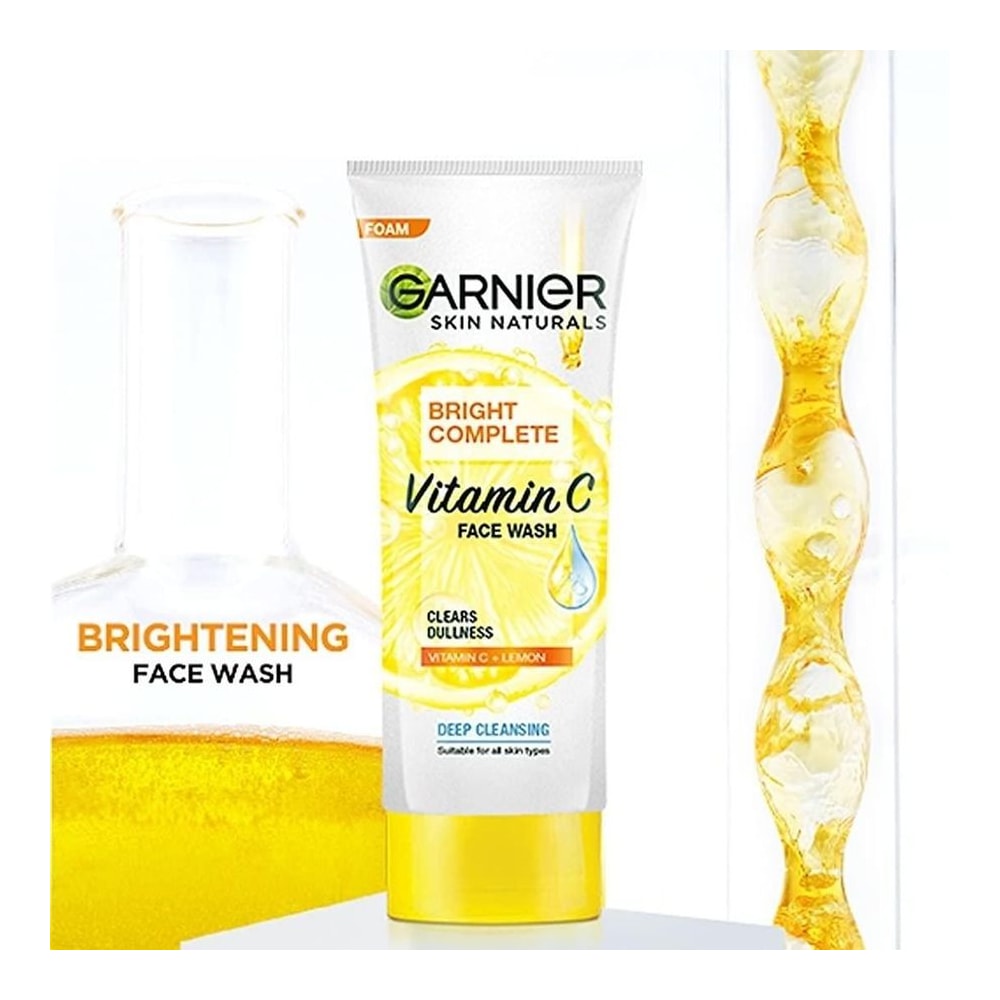 FOAM
GARNIER
SKIN NATURALS
BRIGHT
COMPLETE
Vitamin C
FACE WASH
CLEARS
DULLNESS
VITAMIN C + LEMON
DEEP CLEANSING
Suitable for all skin types
BRIGHTENING
FACE WASH